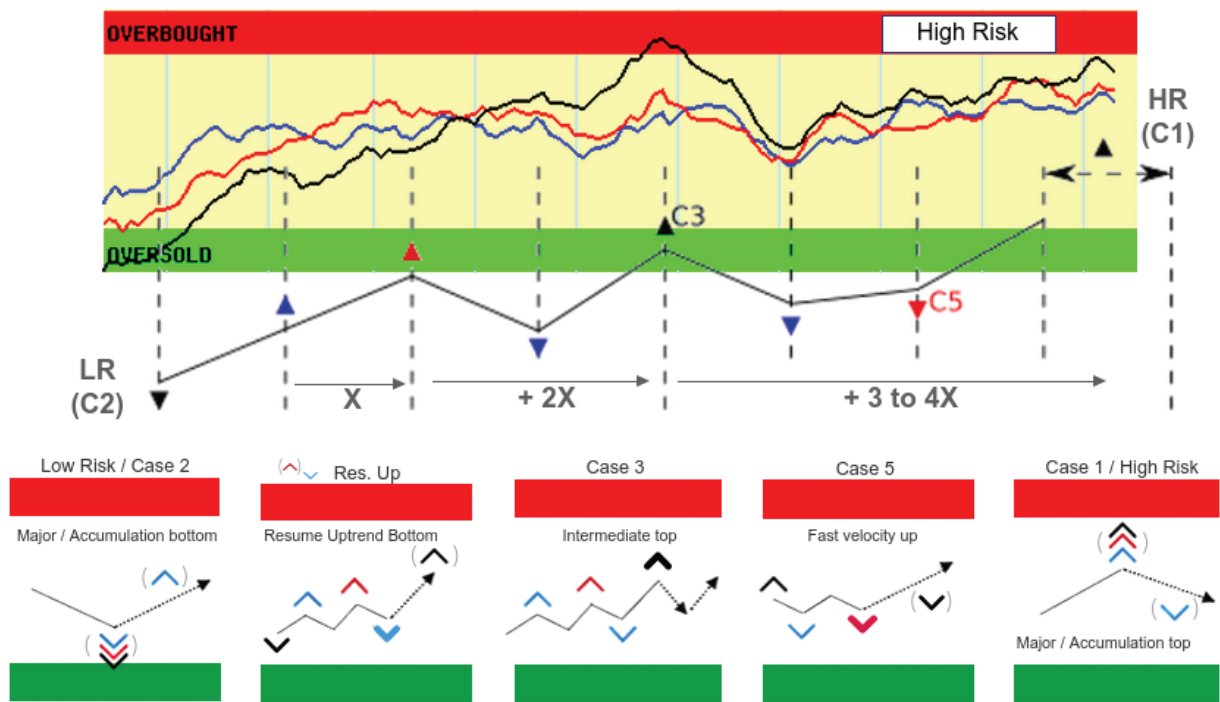 OVERBOUGHT
High Risk
HR
(C1)
C3
OVERSOLD
C5
LR
(C2)
X
+ 2X
+ 3 to 4X
Low Risk / Case 2
Major / Accumulation bottom
Res. Up
Resume Uptrend Bottom
Case 3
Intermediate top
Case 5
Fast velocity up
Case 1 / High Risk
Major / Accumulation top